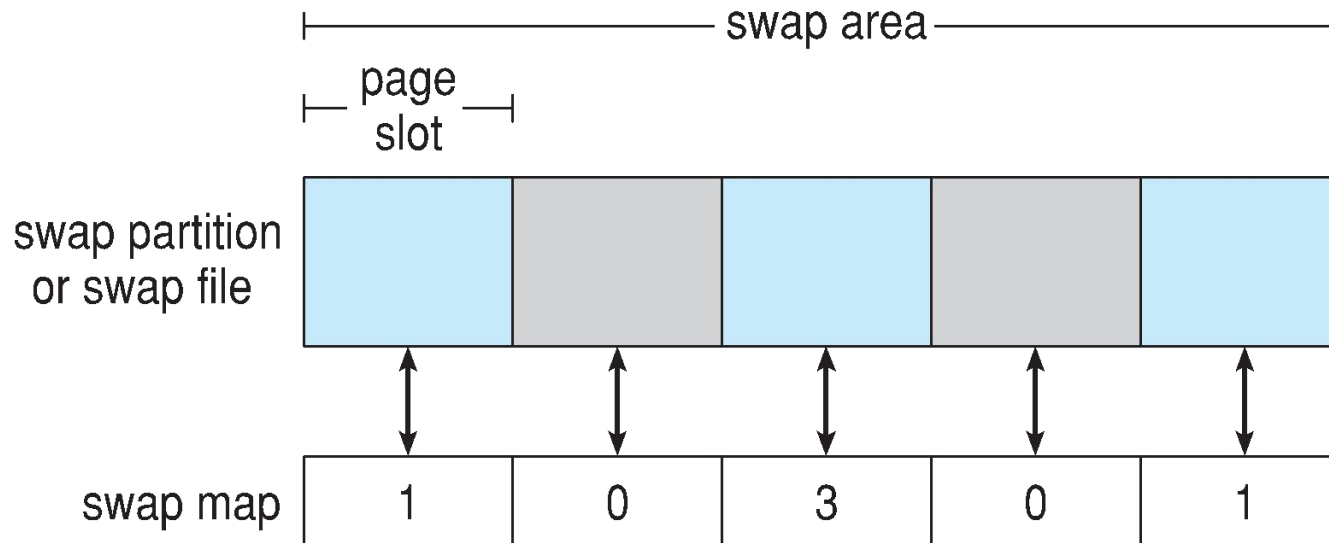 swap area
page
slot
swap partition
or swap file
swap map 1 0 3 0 1